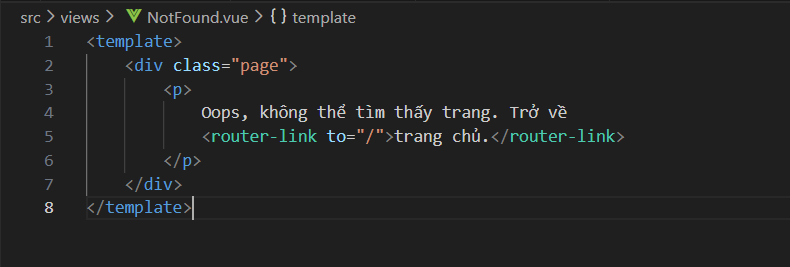 src > views > NotFound.vue > {} template
1 <template>
2 <div class="page">
3 <p>
4 Oops, không thể tìm thấy trang. Trở về
5 <router-link to="/">trang chủ.</router-link>
6 </p>
7 </div>
8 </template>